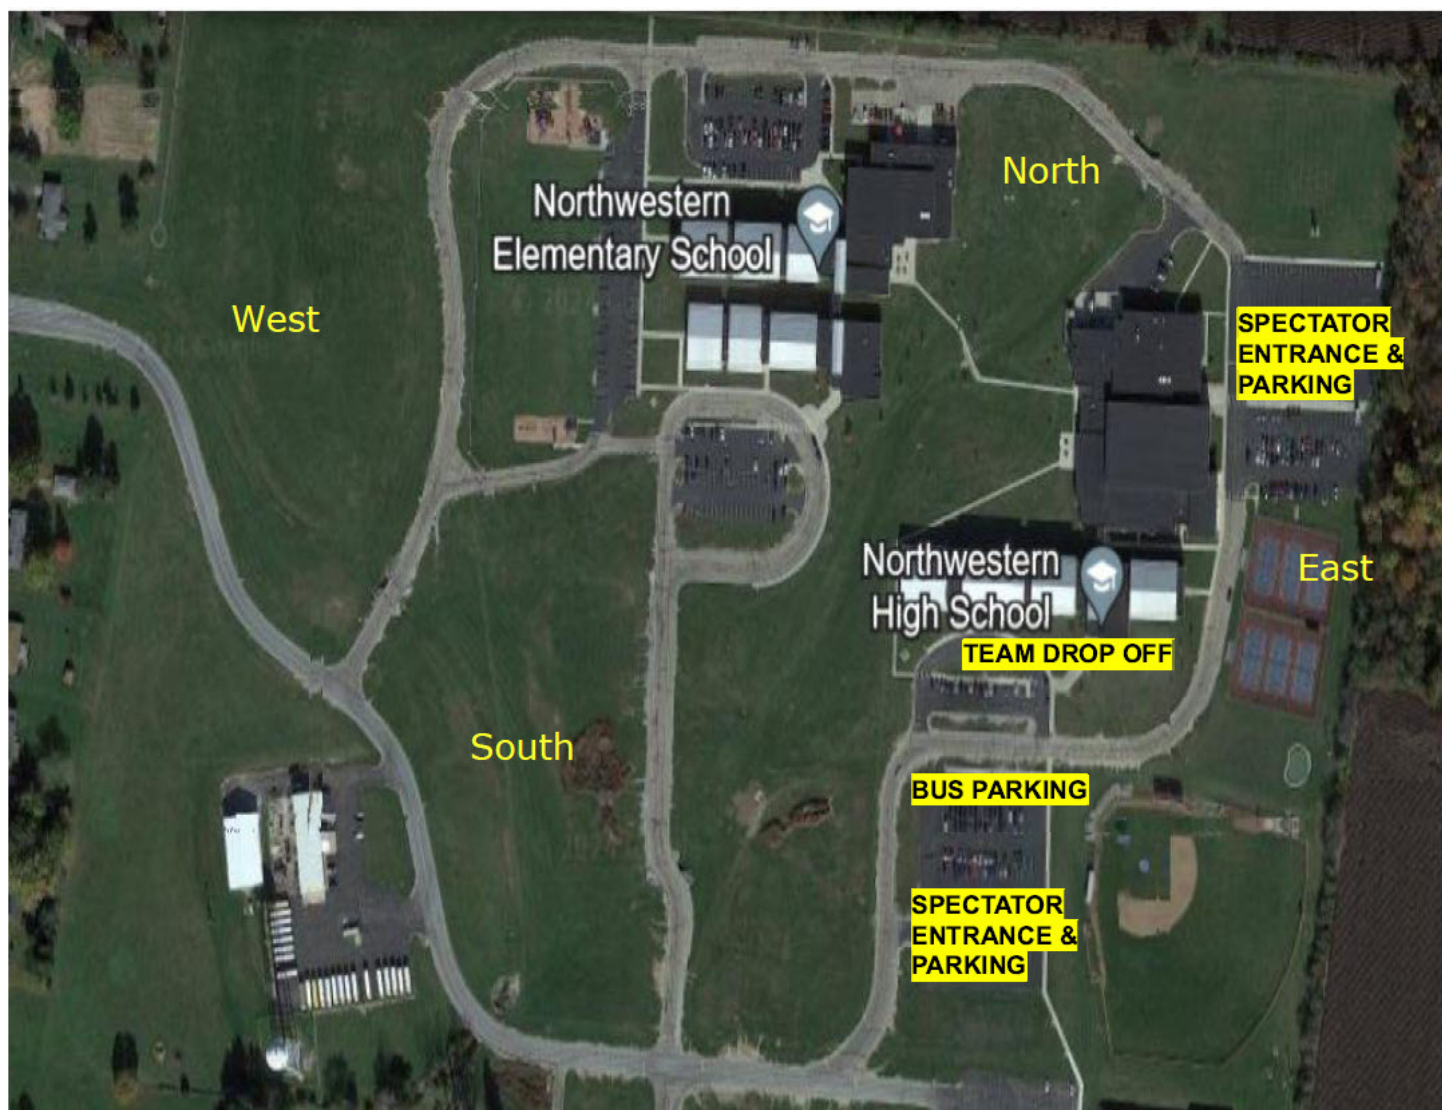 North
Northwestern
Elementary School
West
SPECTATOR
ENTRANCE &
PARKING
East
Northwestern
High School
TEAM DROP OFF
South
BUS PARKING
SPECTATOR
ENTRANCE &
PARKING